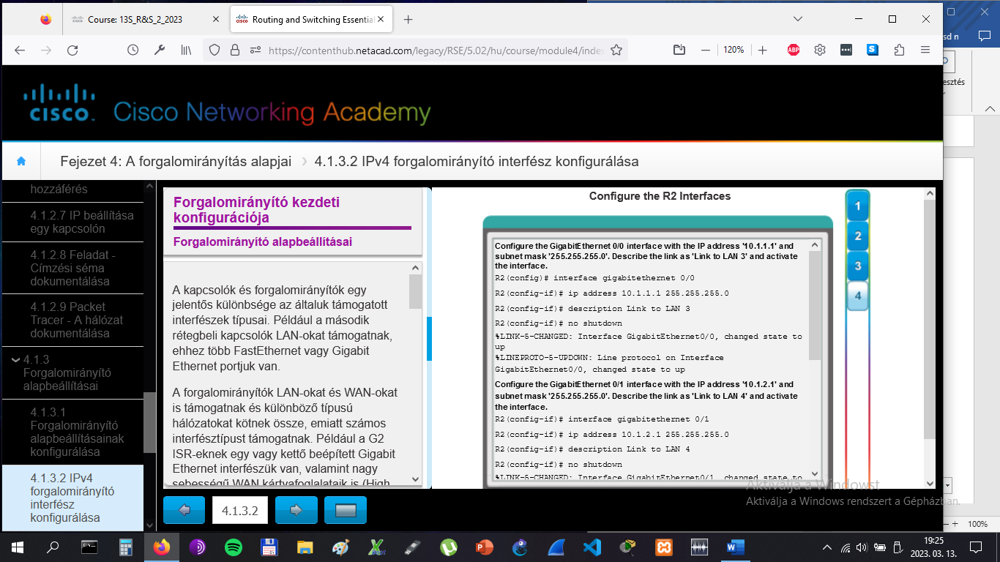 Course: 13S_R&S_2_2023
Routing and Switching Essential
https://contenthub.netacad.com/legacy/RSE/5.02/hu/course/module4/index
120%
ABP
S
sd n
esztés
CISCO
Cisco Networking Academy
Fejezet 4: A forgalomirányítás alapjai
4.1.3.2 IPv4 forgalomirányító interfész konfigurálása
hozzáférés
4.1.2.7 IP beállítása
egy kapcsolón
4.1.2.8 Feladat -
Címzési séma
dokumentálása
4.1.2.9 Packet
Tracer - A hálózat
dokumentálása
4.1.3
Forgalomirányító
alapbeállításai
4.1.3.1
Forgalomirányító
alapbeállításainak
konfigurálása
4.1.3.2 IPv4
forgalomirányító
interfész
konfigurálása
Forgalomirányító kezdeti
konfigurációja
Forgalomirányító alapbeállításai
A kapcsolók és forgalomirányítók egy
jelentős különbsége az általuk támogatott
interfészek típusai. Például a második
rétegbeli kapcsolók LAN-okat támogatnak,
ehhez több FastEthernet vagy Gigabit
Ethernet portjuk van.
A forgalomirányítók LAN-okat és WAN-okat
is támogatnak és különböző típusú
hálózatokat kötnek össze, emiatt számos
interfésztípust támogatnak. Például a G2
ISR-eknek egy vagy kettő beépített Gigabit
Ethernet interfészük van, valamint nagy
sebességű WAN kártyafoglalataik is (High
Configure the R2 Interfaces
Configure the GigabitEthernet 0/0 interface with the IP address '10.1.1.1' and
subnet mask '255.255.255.0'. Describe the link as 'Link to LAN 3' and activate
the interface.
R2(config)# interface gigabitethernet 0/0
R2(config-if)# ip address 10.1.1.1 255.255.255.0
R2(config-if)# description Link to LAN 3
R2(config-if)# no shutdown
%LINK-5-CHANGED: Interface GigabitEthernet0/0, changed state to
up
%LINEPROTO-5-UPDOWN: Line protocol on Interface
GigabitEthernet0/0, changed state to up
Configure the GigabitEthernet 0/1 interface with the IP address '10.1.2.1' and
subnet mask '255.255.255.0'. Describe the link as 'Link to LAN 4' and activate
the interface.
R2(config-if)# interface gigabitethernet 0/1
R2(config-if)# ip address 10.1.2.1 255.255.255.0
R2(config-if)# description Link to LAN 4
R2(config-if)# no shutdown
%LINK-5-CHANGED: Interface GigabitEthernet0/1, changed state to
1
2
3
4
4.1.3.2
Aktiválja a Windowst
Aktiválja a Windows rendszert a Gépházban.
100%
19:25
2023. 03. 13.